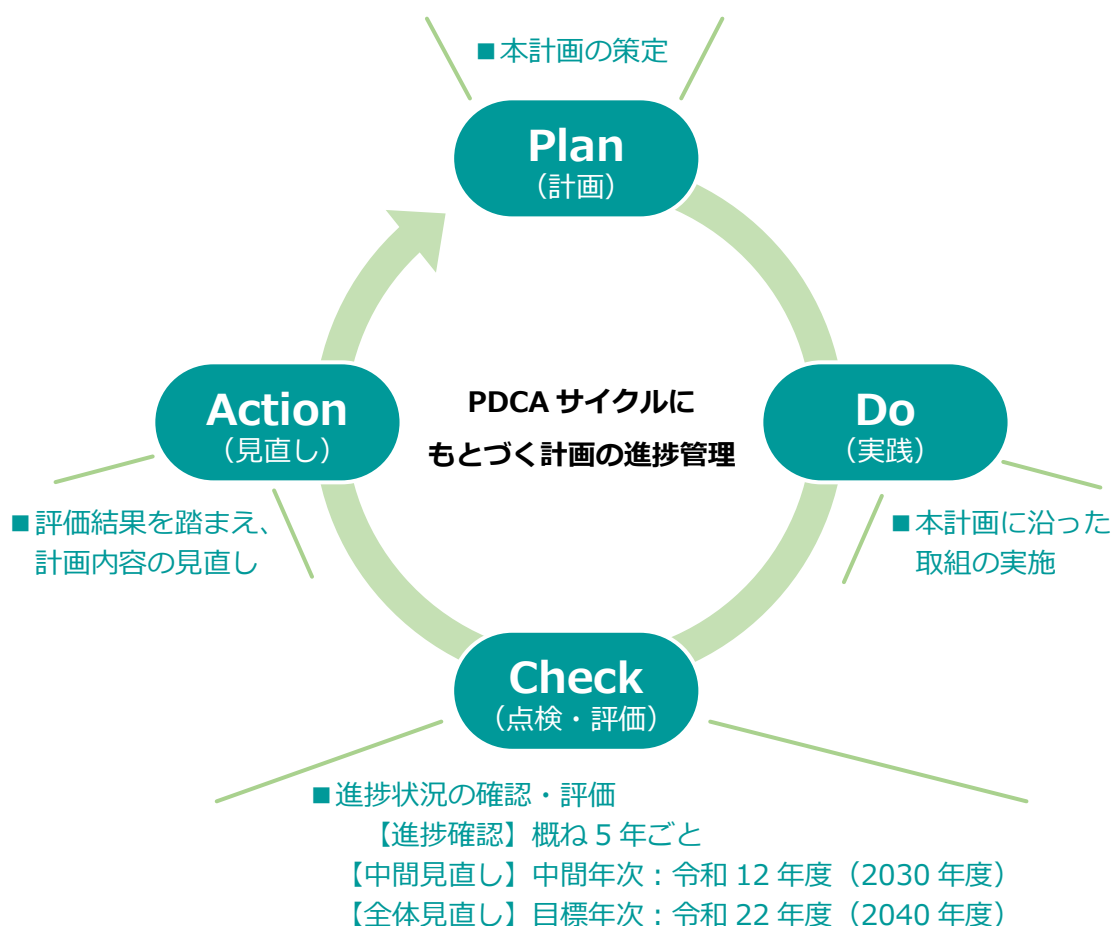 ■本計画の策定
Plan
（計画）
Action
（見直し）
PDCA サイクルに
もとづく計画の進捗管理
Do
（実践）
■評価結果を踏まえ、
計画内容の見直し
■本計画に沿った
取組の実施
Check
（点検・評価）
■進捗状況の確認・評価
【進捗確認】概ね 5 年ごと
【中間見直し】中間年次：令和 12 年度（2030 年度）
【全体見直し】目標年次：令和 22 年度（2040 年度）